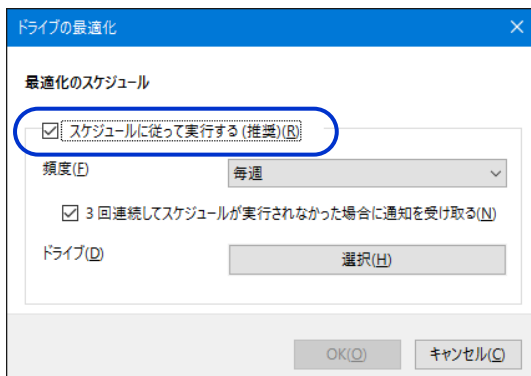 ドライブの最適化
最適化のスケジュール
スケジュールに従って実行する(推奨)(R)
頻度(F)
毎週
3 回連続してスケジュールが実行されなかった場合に通知を受け取る(N)
ドライブ(D)
選択(H)
OK(O)
キャンセル(C)